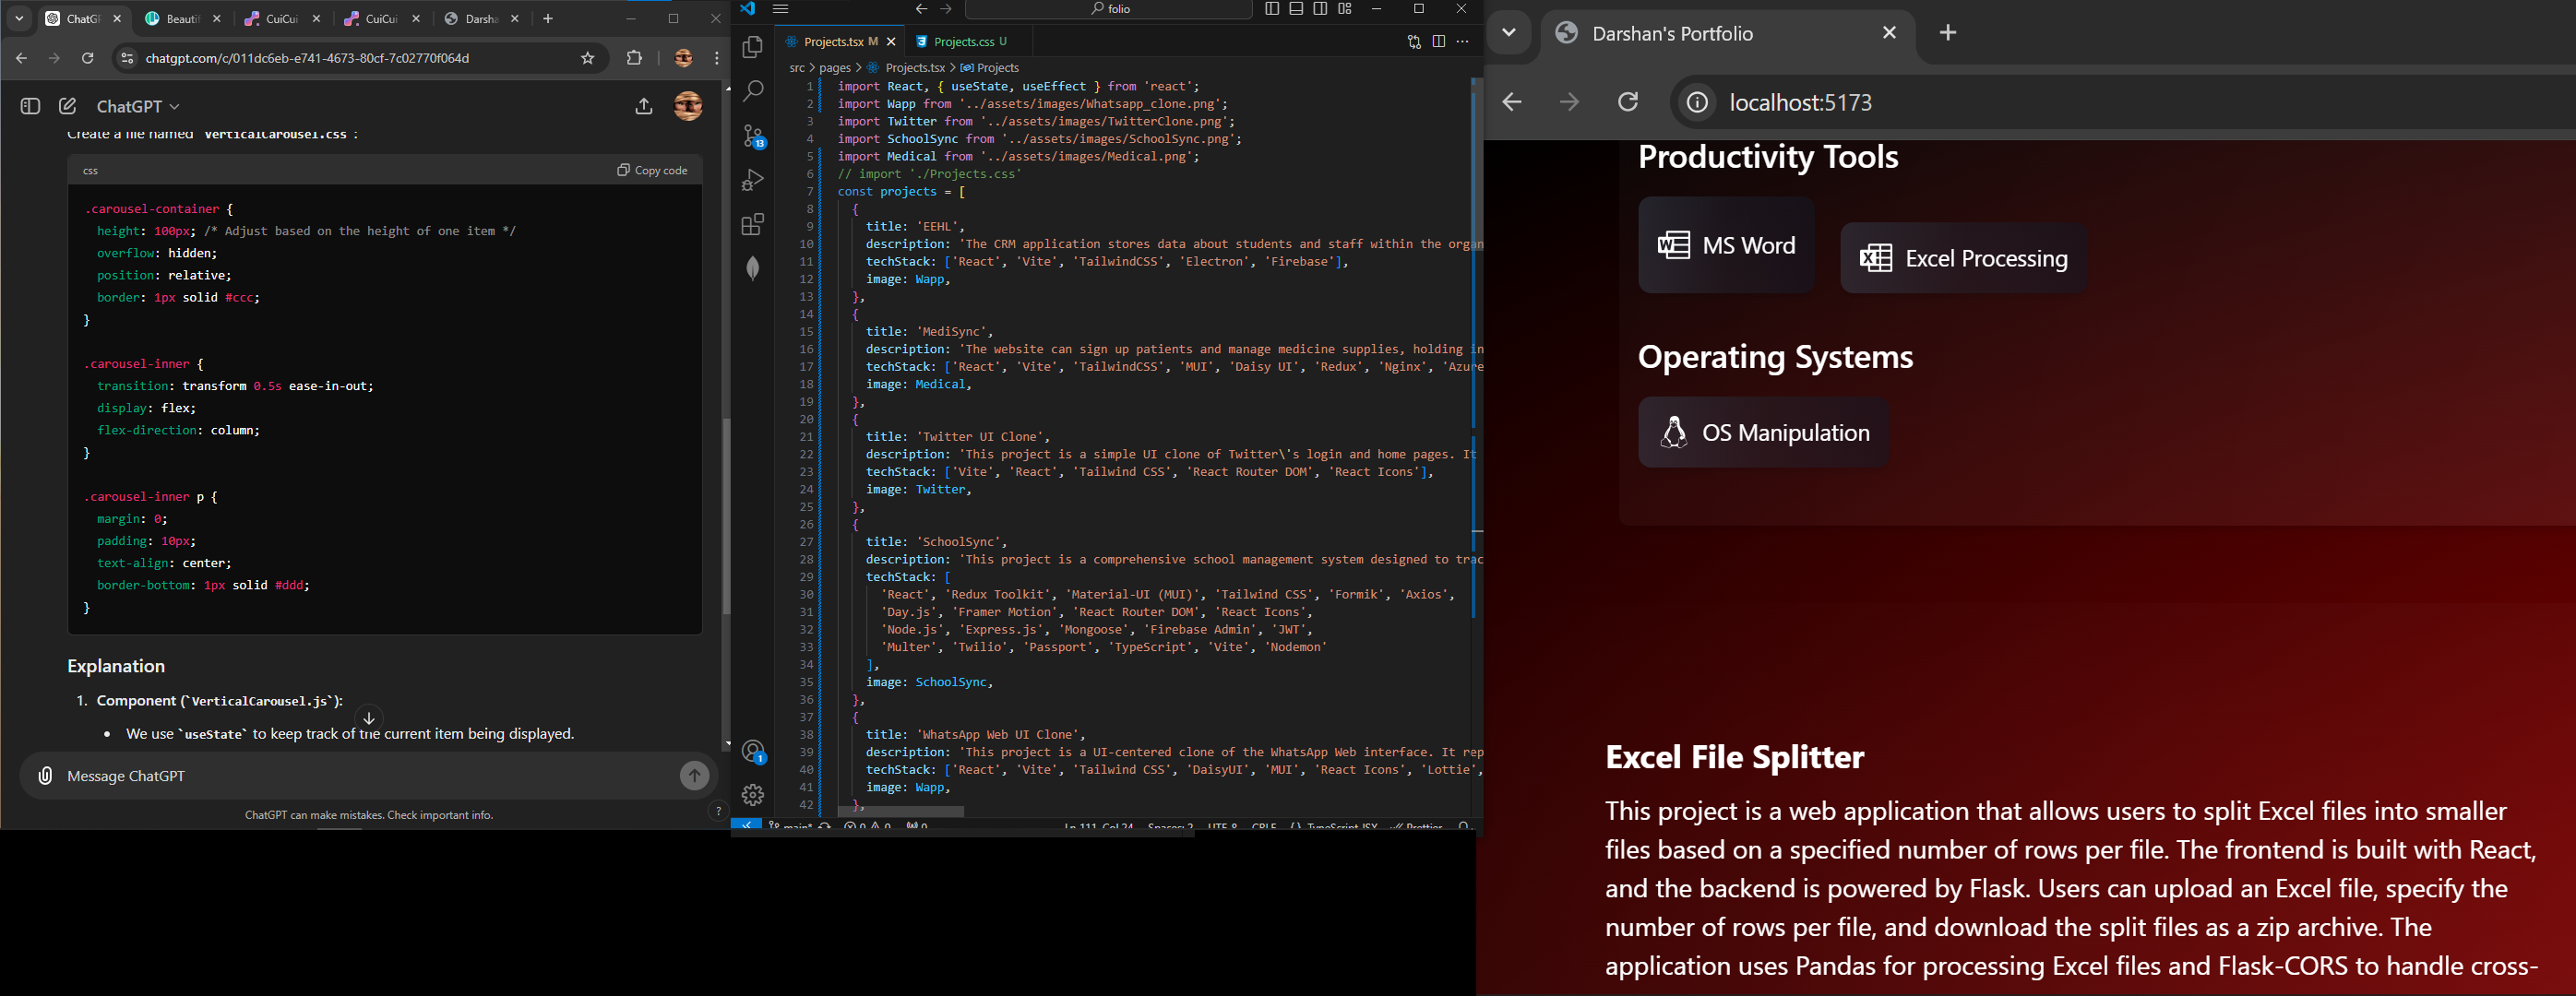 ChatGP
Beautif
CuiCui
CuiCui
Darsha
chatgpt.com/c/011dc6eb-e741-4673-80cf-7c02770f064d
ChatGPT
Create a file named `VerticalCarousel.css`:
css
Copy code
.carousel-container {
height: 100px; /* Adjust based on the height of one item */
overflow: hidden;
position: relative;
border: 1px solid #ccc;
}
.carousel-inner {
transition: transform 0.5s ease-in-out;
display: flex;
flex-direction: column;
}
.carousel-inner p {
margin: 0;
padding: 10px;
text-align: center;
border-bottom: 1px solid #ddd;
}
Explanation
1. Component (`VerticalCarousel.js`):
• We use `useState` to keep track of the current item being displayed.
Message ChatGPT
ChatGPT can make mistakes. Check important info.
?
folio
Projects.tsx M
Projects.css U
src > pages > Projects.tsx > Projects
13
1
1 import React, { useState, useEffect } from 'react';
2 import Wapp from '../assets/images/Whatsapp_clone.png';
3 import Twitter from '../assets/images/TwitterClone.png';
4 import SchoolSync from '../assets/images/SchoolSync.png';
5 import Medical from '../assets/images/Medical.png';
6 // import './Projects.css'
7 const projects = [
8 {
9 title: 'EEHL',
10 description: 'The CRM application stores data about students and staff within the organ
11 techStack: ['React', 'Vite', 'TailwindCSS', 'Electron', 'Firebase'],
12 image: Wapp,
13 },
14 {
15 title: 'MediSync',
16 description: 'The website can sign up patients and manage medicine supplies, holding in
17 techStack: ['React', 'Vite', 'TailwindCSS', 'MUI', 'Daisy UI', 'Redux', 'Nginx', 'Azure
18 image: Medical,
19 },
20 {
21 title: 'Twitter UI Clone',
22 description: 'This project is a simple UI clone of Twitter\'s login and home pages. It
23 techStack: ['Vite', 'React', 'Tailwind CSS', 'React Router DOM', 'React Icons'],
24 image: Twitter,
25 },
26 {
27 title: 'SchoolSync',
28 description: 'This project is a comprehensive school management system designed to trac
29 techStack: [
30 'React', 'Redux Toolkit', 'Material-UI (MUI)', 'Tailwind CSS', 'Formik', 'Axios',
31 'Day.js', 'Framer Motion', 'React Router DOM', 'React Icons',
32 'Node.js', 'Express.js', 'Mongoose', 'Firebase Admin', 'JWT',
33 'Multer', 'Twilio', 'Passport', 'TypeScript', 'Vite', 'Nodemon'
34 ],
35 image: SchoolSync,
36 },
37 {
38 title: 'WhatsApp Web UI Clone',
39 description: 'This project is a UI-centered clone of the WhatsApp Web interface. It rep
40 techStack: ['React', 'Vite', 'Tailwind CSS', 'DaisyUI', 'MUI', 'React Icons', 'Lottie',
41 image: Wapp,
42 },
main* 0 0 0 Ln 111, Col 24 Spaces: 2 UTF-8 CRLF {} TypeScript JSX Prettier
Darshan's Portfolio
localhost:5173
Productivity Tools
MS Word
Excel Processing
Operating Systems
OS Manipulation
Excel File Splitter
This project is a web application that allows users to split Excel files into smaller
files based on a specified number of rows per file. The frontend is built with React,
and the backend is powered by Flask. Users can upload an Excel file, specify the
number of rows per file, and download the split files as a zip archive. The
application uses Pandas for processing Excel files and Flask-CORS to handle cross-